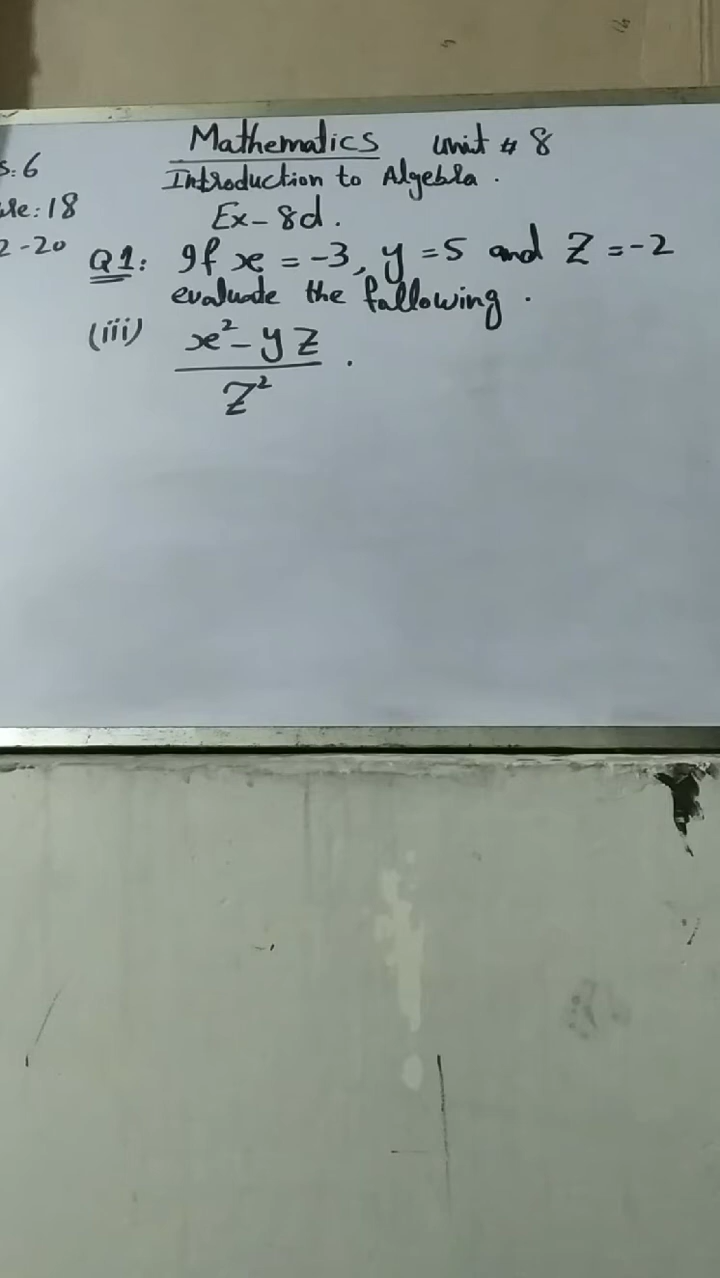 Mathematics unit # 8
s: 6
Introduction to Algebra.
: 18
Ex-8d.
2-20
Q1: If x = -3, y = 5 and Z = -2
evaluate the following.
(iii) x² - yz
Z²